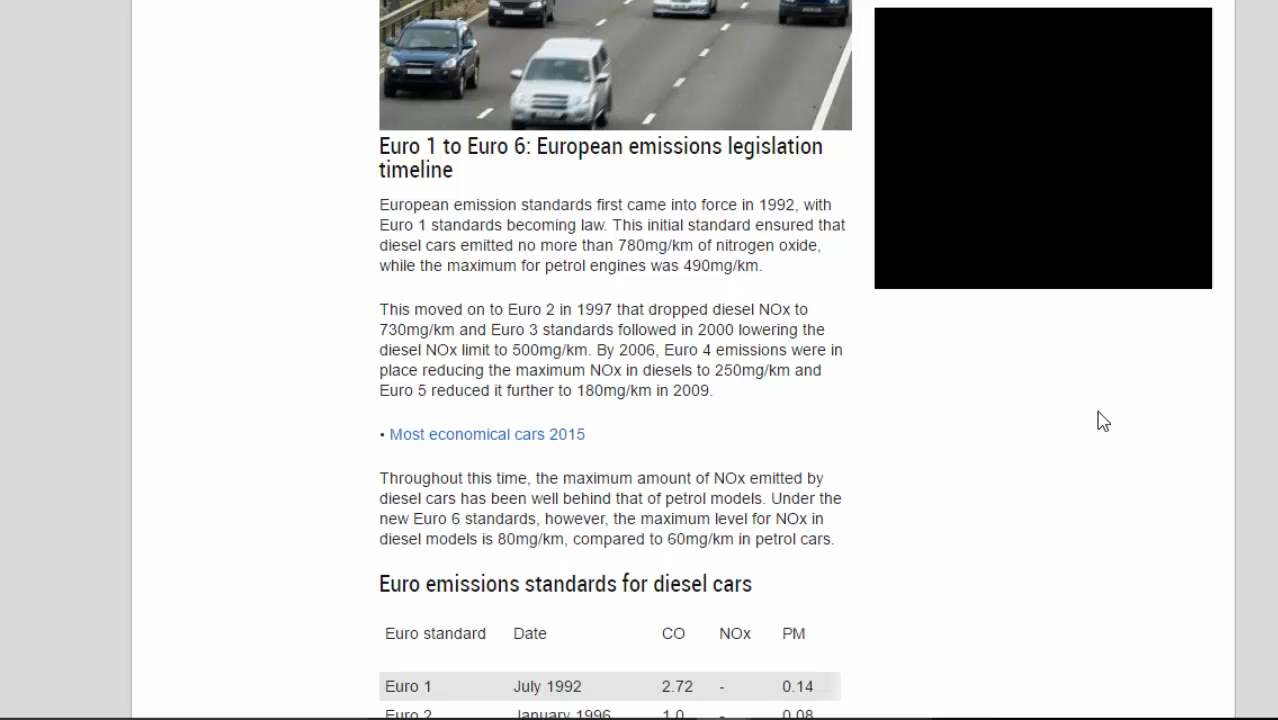 Euro 1 to Euro 6: European emissions legislation
timeline
European emission standards first came into force in 1992, with
Euro 1 standards becoming law. This initial standard ensured that
diesel cars emitted no more than 780mg/km of nitrogen oxide,
while the maximum for petrol engines was 490mg/km.
This moved on to Euro 2 in 1997 that dropped diesel NOx to
730mg/km and Euro 3 standards followed in 2000 lowering the
diesel NOx limit to 500mg/km. By 2006, Euro 4 emissions were in
place reducing the maximum NOx in diesels to 250mg/km and
Euro 5 reduced it further to 180mg/km in 2009.
• Most economical cars 2015
Throughout this time, the maximum amount of NOx emitted by
diesel cars has been well behind that of petrol models. Under the
new Euro 6 standards, however, the maximum level for NOx in
diesel models is 80mg/km, compared to 60mg/km in petrol cars.
Euro emissions standards for diesel cars
Euro standard Date CO NOx PM
Euro 1 July 1992 2.72 - 0.14
Euro 2 January 1996 1.0 - 0.08